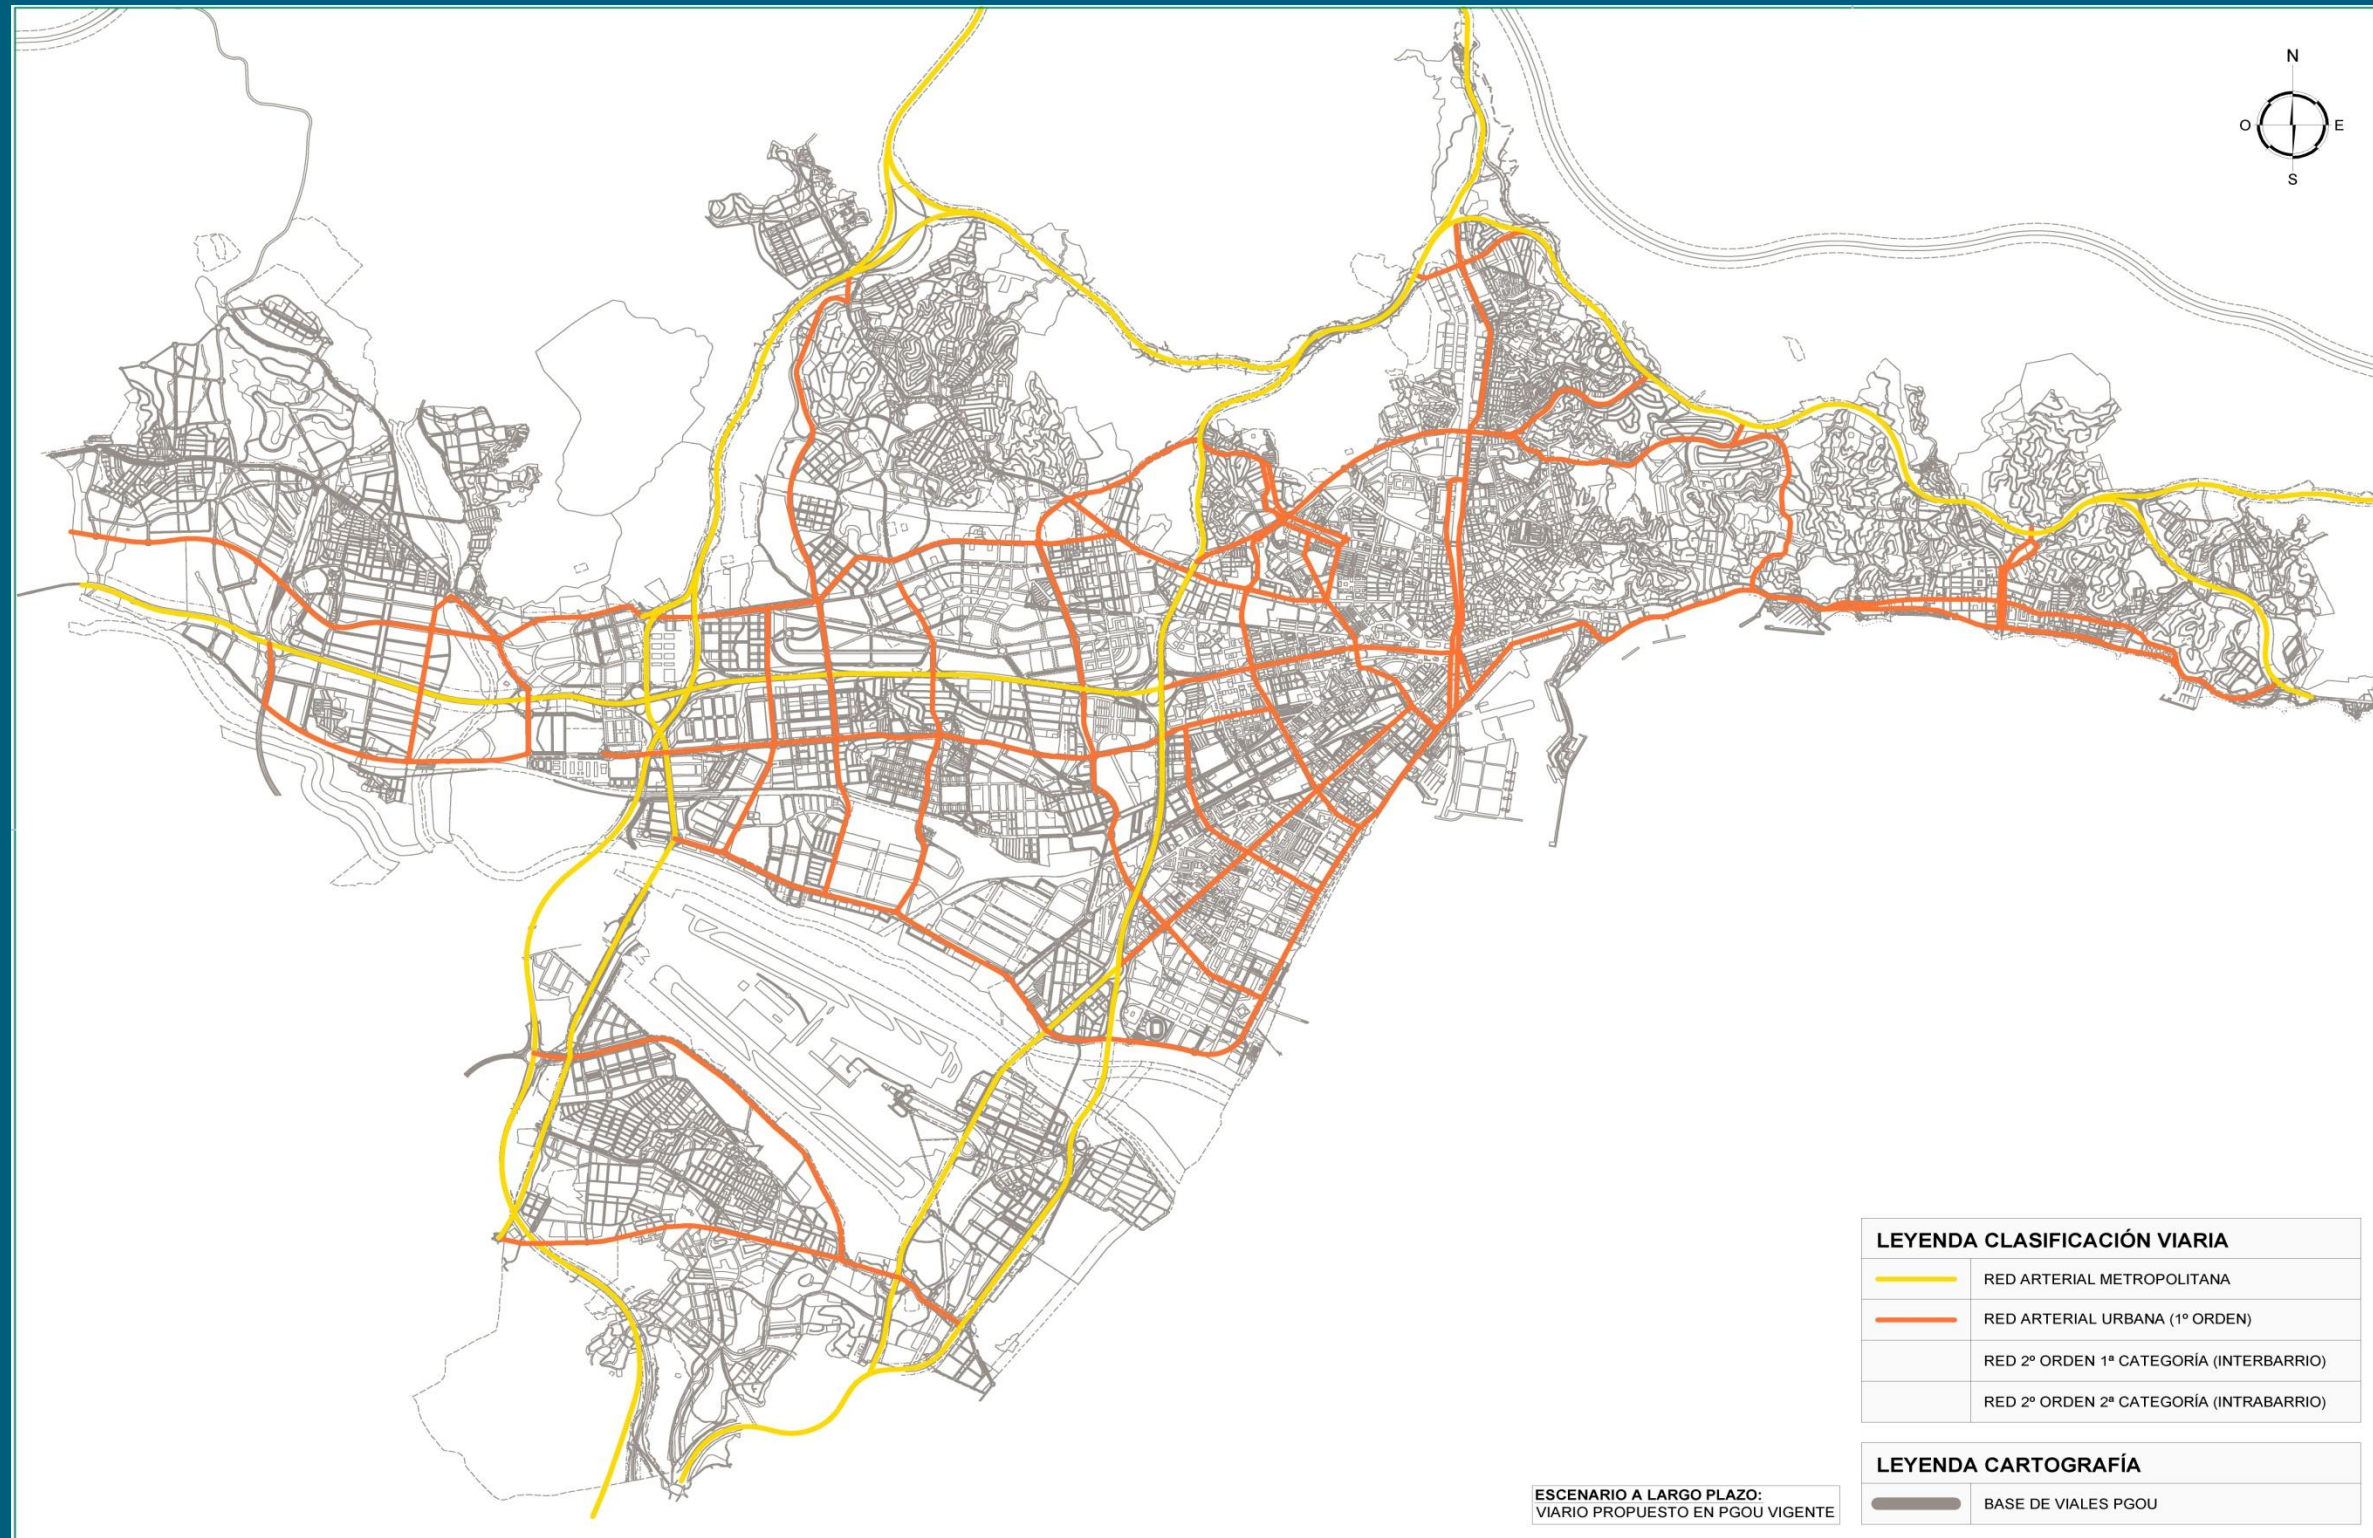 N
O
E
S
LEYENDA CLASIFICACIÓN VIARIA
RED ARTERIAL METROPOLITANA
RED ARTERIAL URBANA (1º ORDEN)
RED 2º ORDEN 1ª CATEGORÍA (INTERBARRIO)
RED 2º ORDEN 2ª CATEGORÍA (INTRABARRIO)
LEYENDA CARTOGRAFÍA
BASE DE VIALES PGOU
ESCENARIO A LARGO PLAZO:
VIARIO PROPUESTO EN PGOU VIGENTE